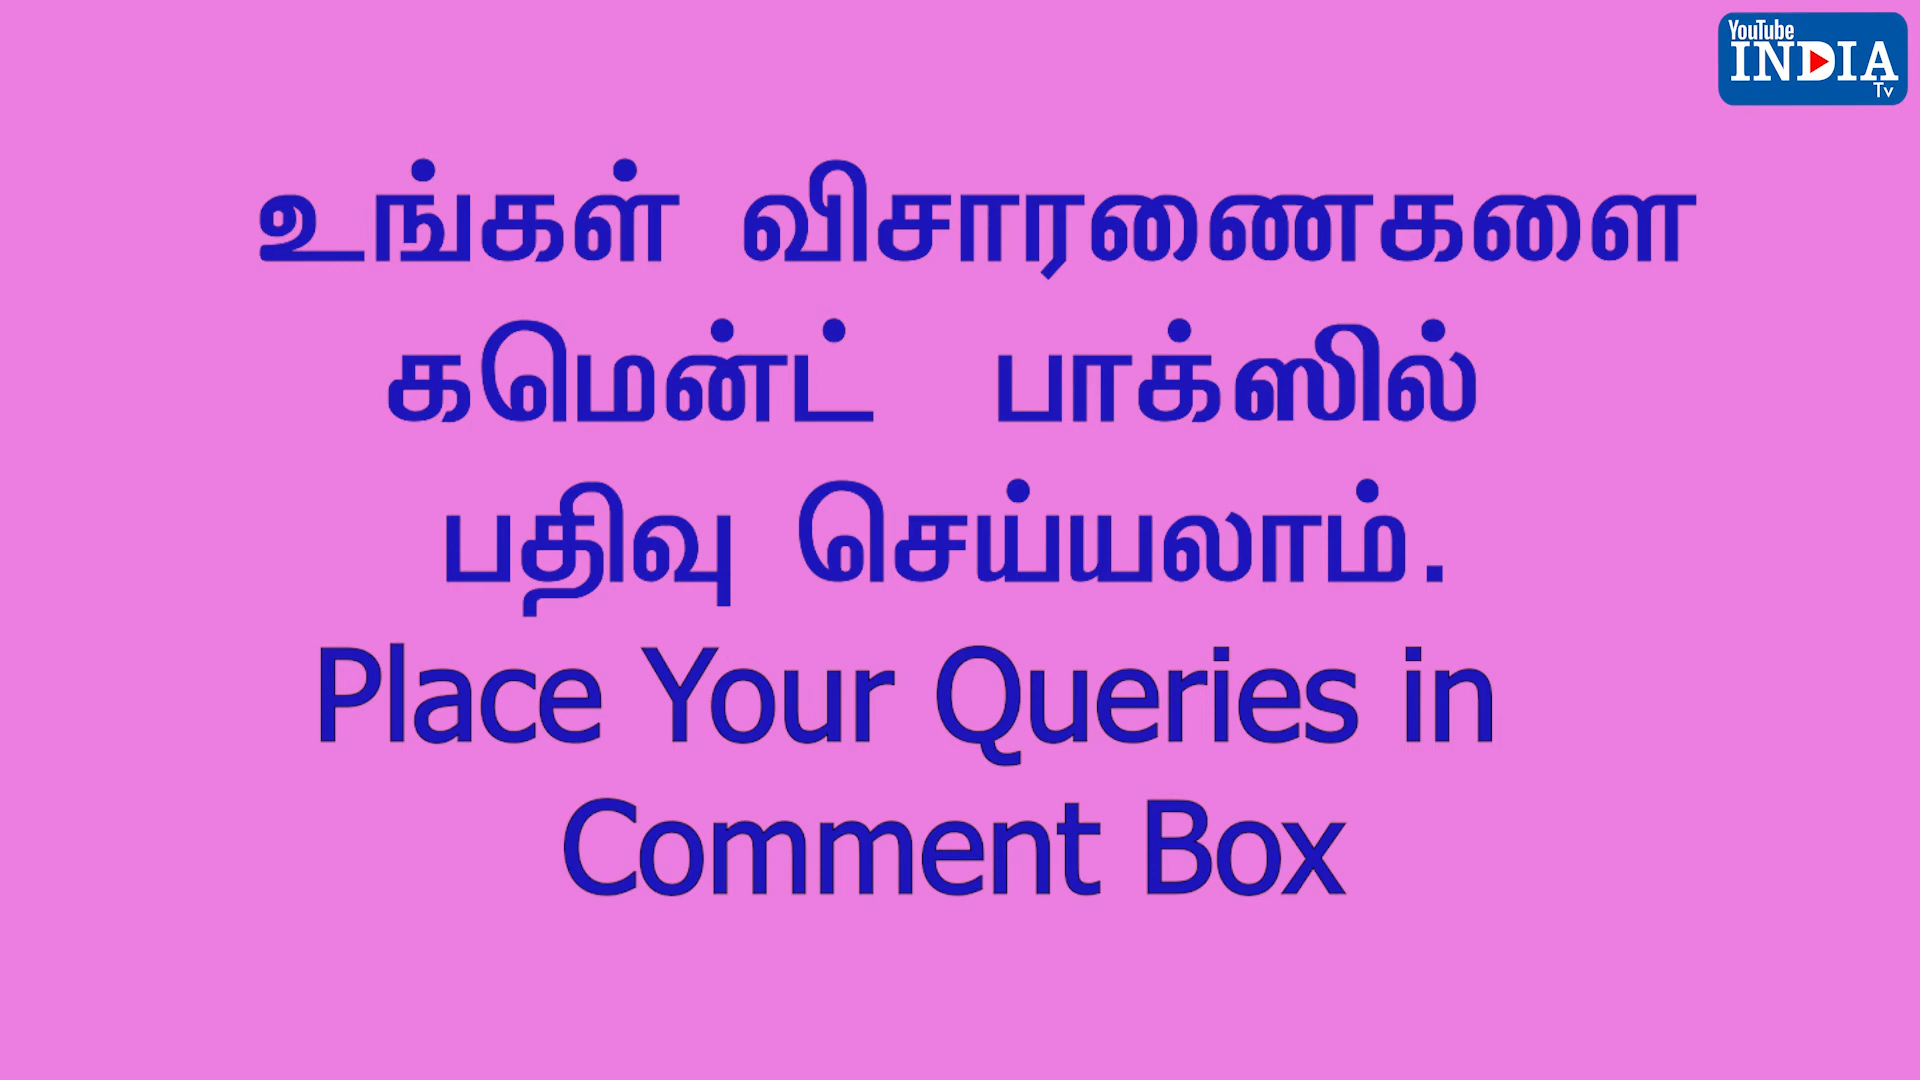 YouTube
INDIA
Tv
உங்கள் விசாரணைகளை
கமென்ட் பாக்ஸில்
பதிவு செய்யலாம்.
Place Your Queries in
Comment Box